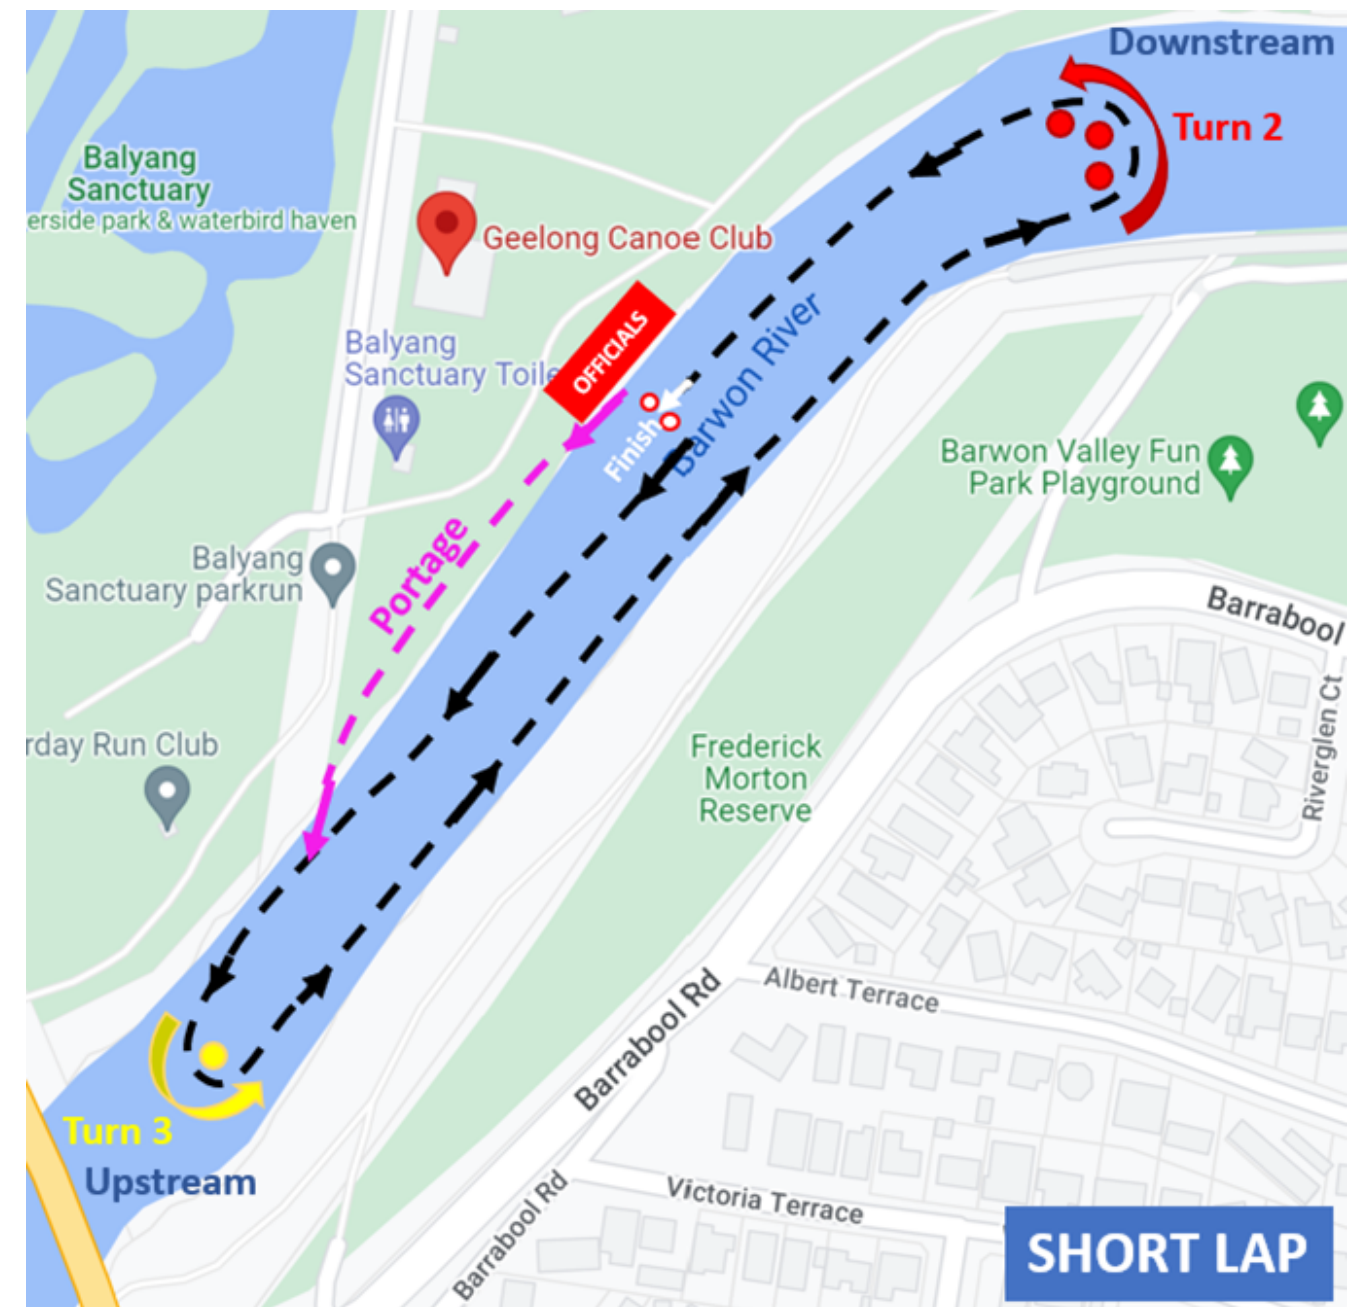 Downstream
Turn 2
Balyang
Sanctuary
erside park & waterbird haven
Geelong Canoe Club
OFFICIALS
Balyang
Sanctuary Toile
Finish
Barwon River
Barwon Valley Fun
Park Playground
Portage
Balyang
Sanctuary parkrun
Barrabool
Riverglen Ct
rday Run Club
Frederick
Morton
Reserve
Albert Terrace
Barrabool Rd
Turn 3
Upstream
Victoria Terrace
Barrabool Rd
SHORT LAP